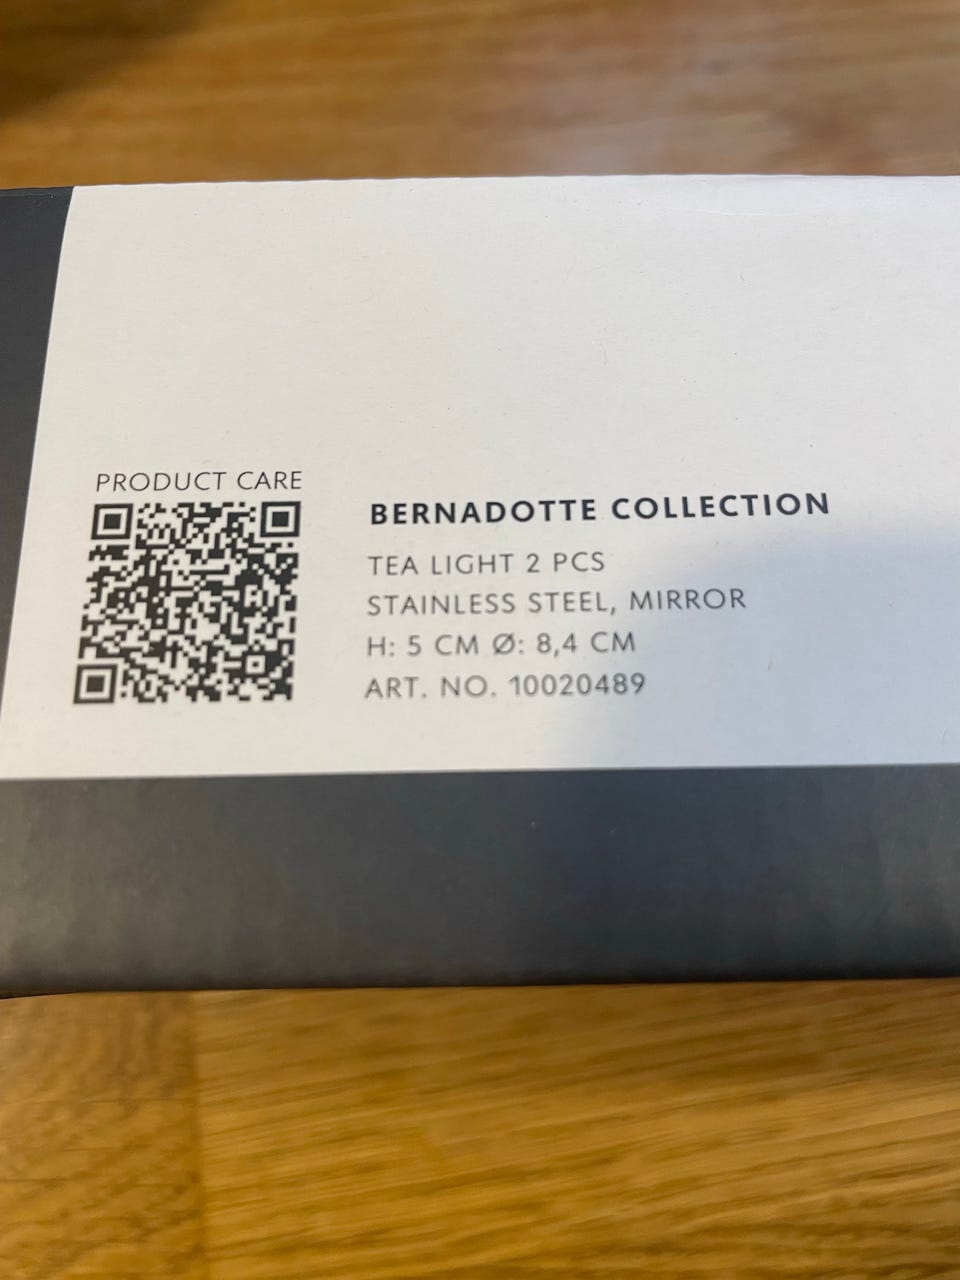 PRODUCT CARE
BERNADOTTE COLLECTION
TEA LIGHT 2 PCS
STAINLESS STEEL, MIRROR
H: 5 CM Ø: 8,4 CM
ART. NO. 10020489